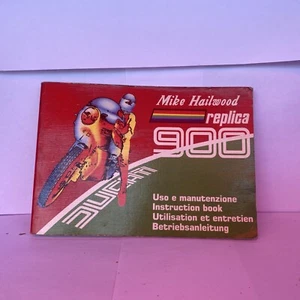 Mike Hailwood
replica
900
DUCATI
Uso e manutenzione
Instruction book
Utilisation et entretien
Betriebsanleitung